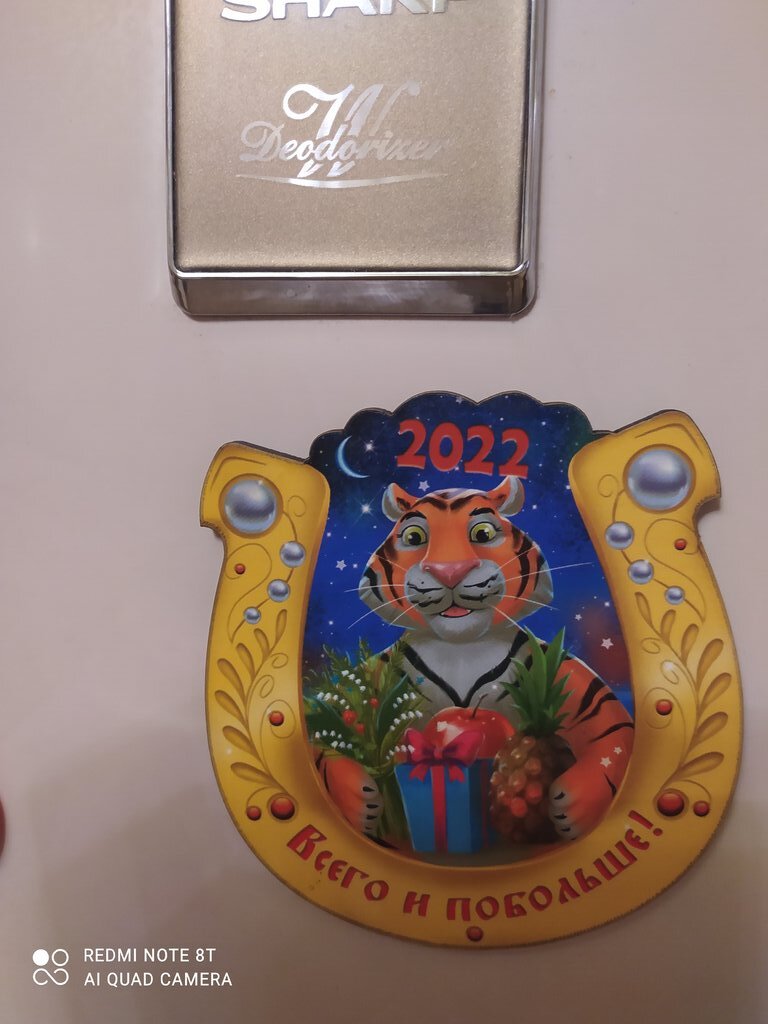 SHARP
W
Deodorizer
2022
Всего и побольше!
REDMI NOTE 8T
AI QUAD CAMERA